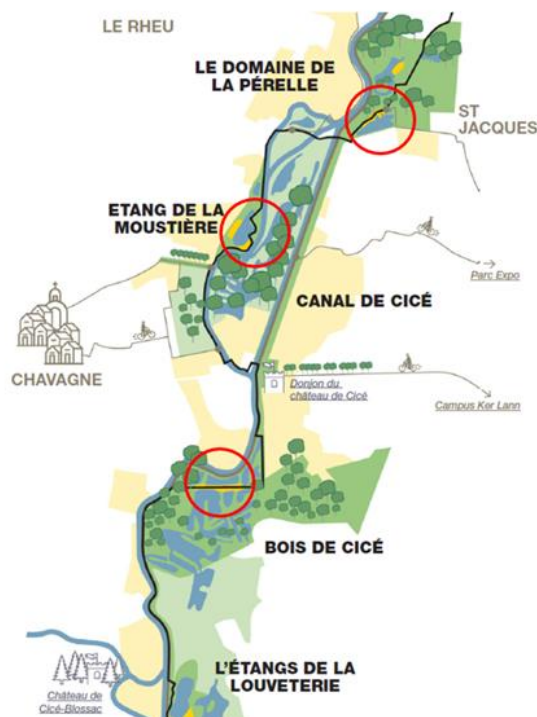 LE RHEU
LE DOMAINE DE
LA PÉRELLE
ST
JACQUES
ETANG DE LA
MOUSTIÈRE
Parc Expo
CANAL DE CICÉ
CHAVAGNE
Donjon du
château de Cicé
Campus Ker Lann
BOIS DE CICÉ
L'ÉTANGS DE LA
LOUVETERIE
Château de
Cicé-Blossac